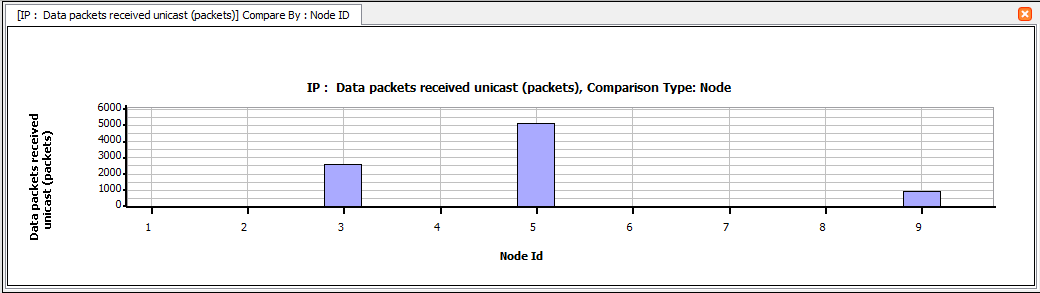 [IP :  Data packets received unicast (packets)] Compare By : Node ID
IP :  Data packets received unicast (packets), Comparison Type: Node
Data packets received
unicast (packets)
6000
5000
4000
3000
2000
1000
0
1 2 3 4 5 6 7 8 9
Node Id